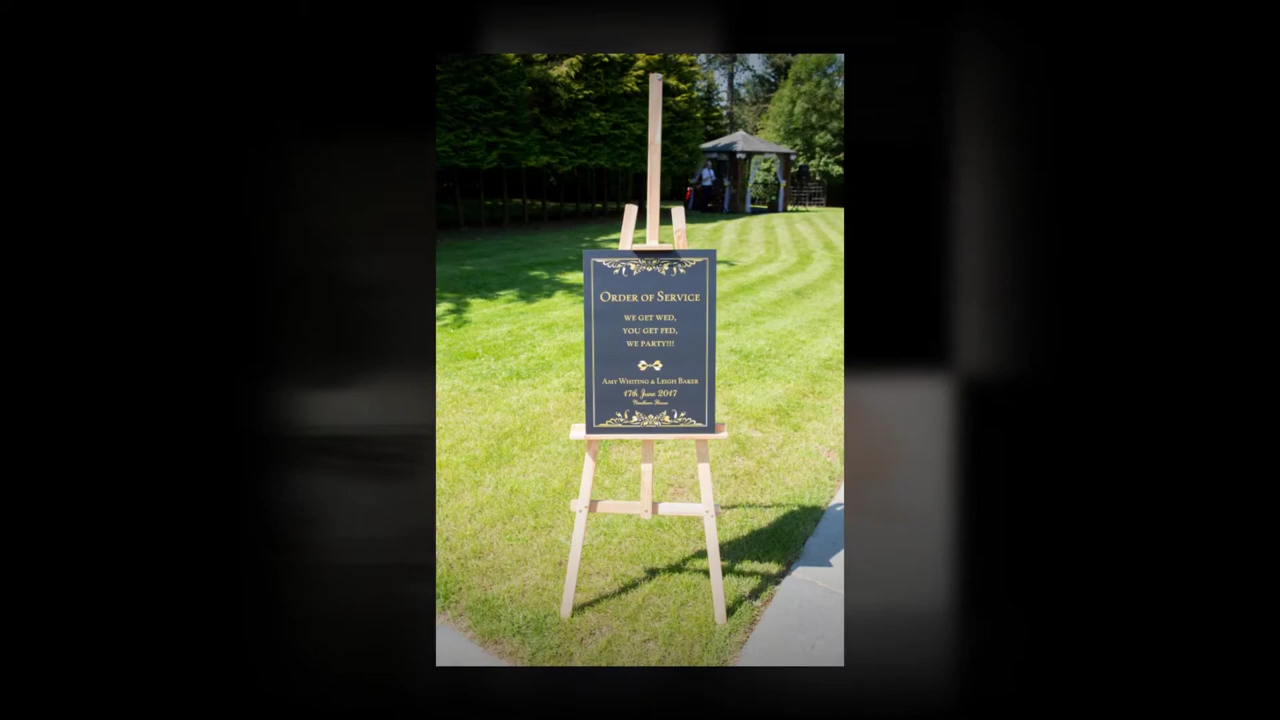 ORDER OF SERVICE
WE GET WED,
YOU GET FED,
WE PARTY!!!
AMY WHITING & LEIGH BAKER
17th June 2017